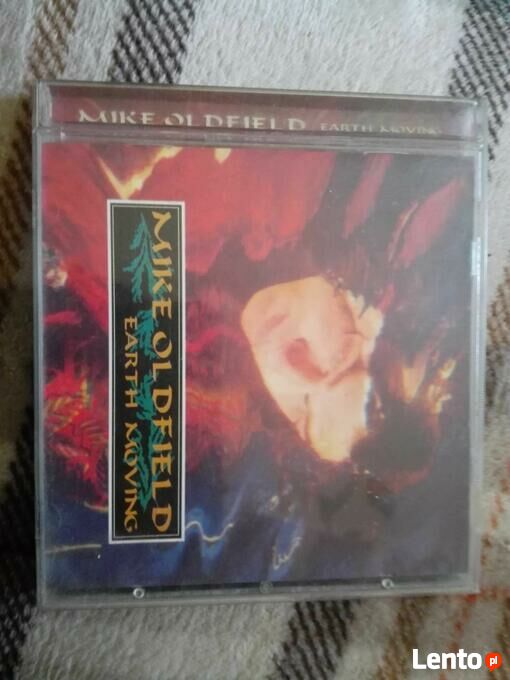 MIKE OLDFIELD EARTH MOVING
MIKE OLDFIELD
EARTH MOVING
Lento pl